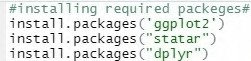 #installing required packeges#
install.packages('ggplot2')
install.packages("statar")
install.packages("dplyr")